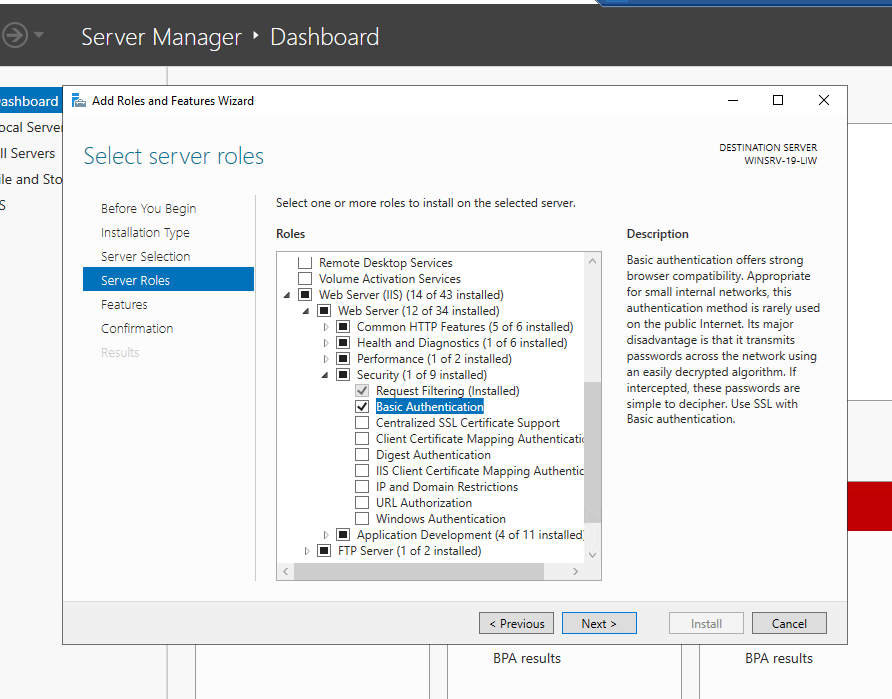 Server Manager ‣ Dashboard
Dashboard
ocal Server
ll Servers
ile and Sto
S
Add Roles and Features Wizard
Select server roles
DESTINATION SERVER
WINSRV-19-LIW
Before You Begin
Installation Type
Server Selection
Server Roles
Features
Confirmation
Results
Select one or more roles to install on the selected server.
Roles
Remote Desktop Services
Volume Activation Services
Web Server (IIS) (14 of 43 installed)
Web Server (12 of 34 installed)
Common HTTP Features (5 of 6 installed)
Health and Diagnostics (1 of 6 installed)
Performance (1 of 2 installed)
Security (1 of 9 installed)
Request Filtering (Installed)
Basic Authentication
Centralized SSL Certificate Support
Client Certificate Mapping Authenticatic
Digest Authentication
IIS Client Certificate Mapping Authentic
IP and Domain Restrictions
URL Authorization
Windows Authentication
Application Development (4 of 11 installed)
FTP Server (1 of 2 installed)
Description
Basic authentication offers strong
browser compatibility. Appropriate
for small internal networks, this
authentication method is rarely used
on the public Internet. Its major
disadvantage is that it transmits
passwords across the network using
an easily decrypted algorithm. If
intercepted, these passwords are
simple to decipher. Use SSL with
Basic authentication.
< Previous
Next >
Install
Cancel
BPA results
BPA results